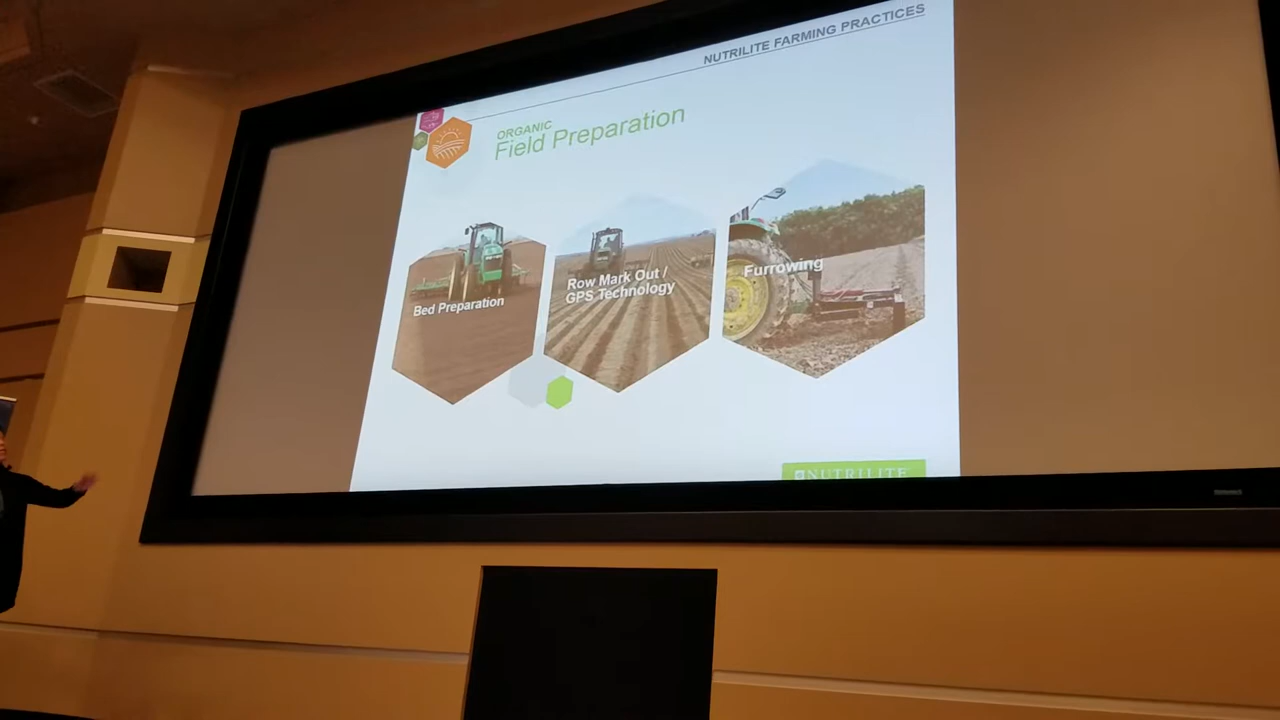 NUTRILITE FARMING PRACTICES
ORGANIC
Field Preparation
Bed Preparation
Row Mark Out /
GPS Technology
Furrowing
NUTRILITE